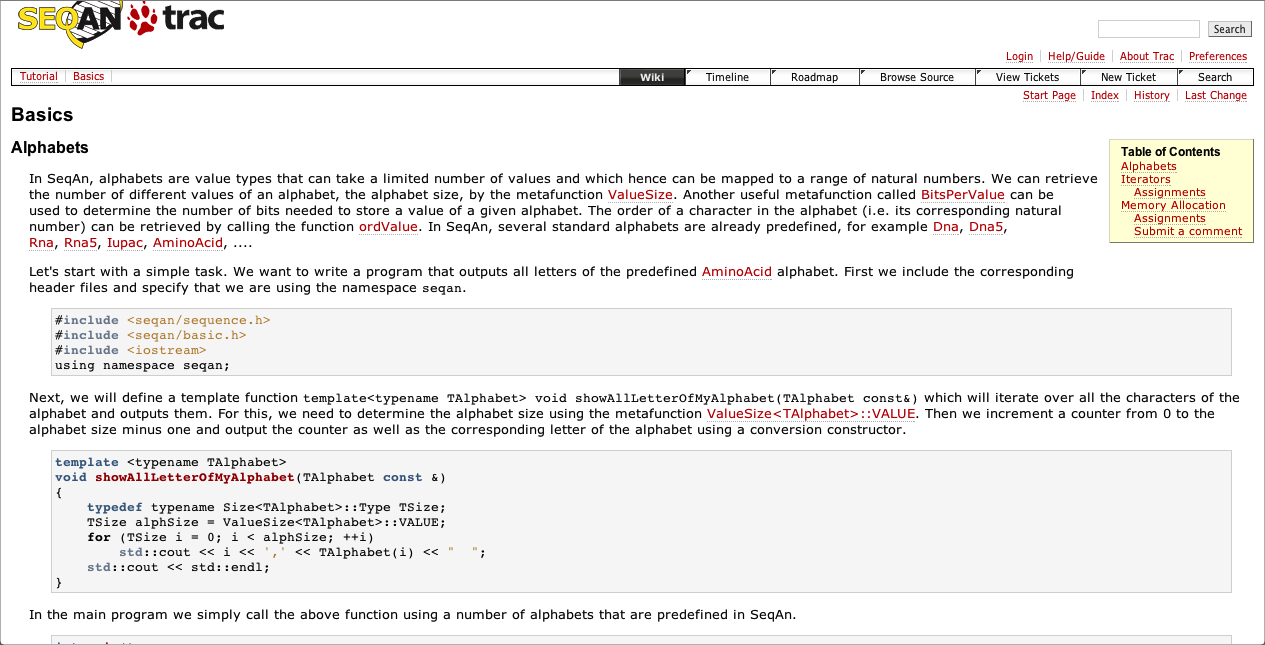 SEQAN trac
Search
Login Help/Guide About Trac Preferences
Tutorial Basics Wiki Timeline Roadmap Browse Source View Tickets New Ticket Search
Start Page Index History Last Change
Basics
Alphabets
Table of Contents
Alphabets
Iterators
Assignments
Memory Allocation
Assignments
Submit a comment
In SeqAn, alphabets are value types that can take a limited number of values and which hence can be mapped to a range of natural numbers. We can retrieve
the number of different values of an alphabet, the alphabet size, by the metafunction ValueSize. Another useful metafunction called BitsPerValue can be
used to determine the number of bits needed to store a value of a given alphabet. The order of a character in the alphabet (i.e. its corresponding natural
number) can be retrieved by calling the function ordValue. In SeqAn, several standard alphabets are already predefined, for example Dna, Dna5,
Rna, Rna5, Iupac, AminoAcid, ....
Let's start with a simple task. We want to write a program that outputs all letters of the predefined AminoAcid alphabet. First we include the corresponding
header files and specify that we are using the namespace seqan.
#include <seqan/sequence.h>
#include <seqan/basic.h>
#include <iostream>
using namespace seqan;
Next, we will define a template function template<typename TAlphabet> void showAllLetterOfMyAlphabet(TAlphabet const&) which will iterate over all the characters of the
alphabet and outputs them. For this, we need to determine the alphabet size using the metafunction ValueSize<TAlphabet>::VALUE. Then we increment a counter from 0 to the
alphabet size minus one and output the counter as well as the corresponding letter of the alphabet using a conversion constructor.
template <typename TAlphabet>
void showAllLetterOfMyAlphabet(TAlphabet const &)
{
    typedef typename Size<TAlphabet>::Type TSize;
    TSize alphSize = ValueSize<TAlphabet>::VALUE;
    for (TSize i = 0; i < alphSize; ++i)
        std::cout << i << ',' << TAlphabet(i) << "  ";
    std::cout << std::endl;
}
In the main program we simply call the above function using a number of alphabets that are predefined in SeqAn.